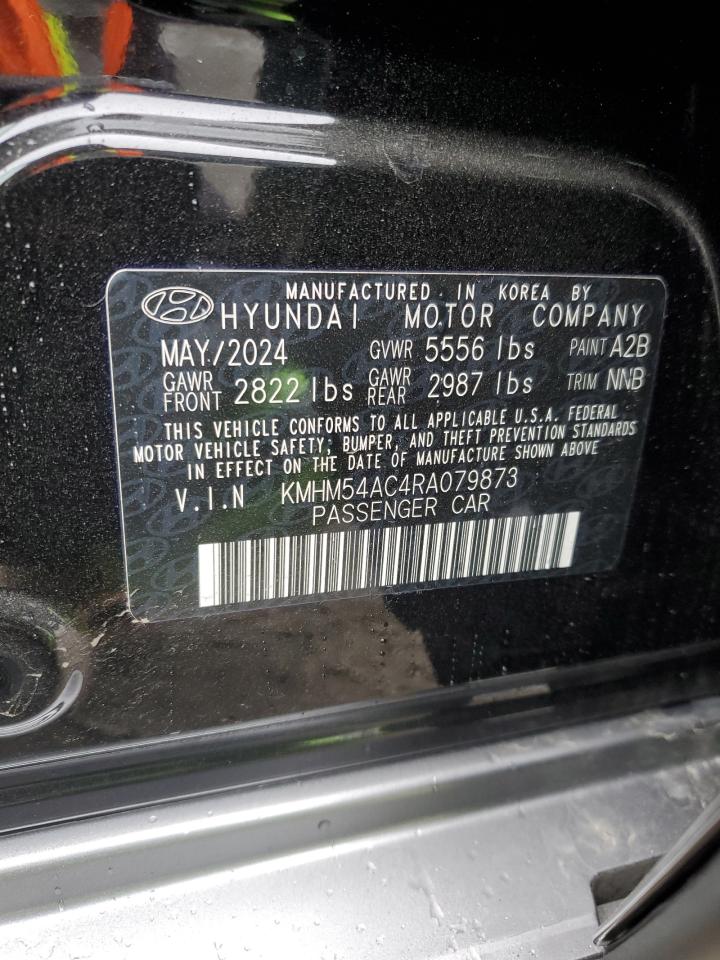 MANUFACTURED IN KOREA BY
HYUNDAI MOTOR COMPANY
MAY/2024 GVWR 5556 lbs PAINT A2B
GAWR FRONT 2822 lbs GAWR REAR 2987 lbs TRIM NNB
THIS VEHICLE CONFORMS TO ALL APPLICABLE U.S.A. FEDERAL
MOTOR VEHICLE SAFETY, BUMPER, AND THEFT PREVENTION STANDARDS
IN EFFECT ON THE DATE OF MANUFACTURE SHOWN ABOVE
V.I.N KMHM54AC4RA079873
PASSENGER CAR